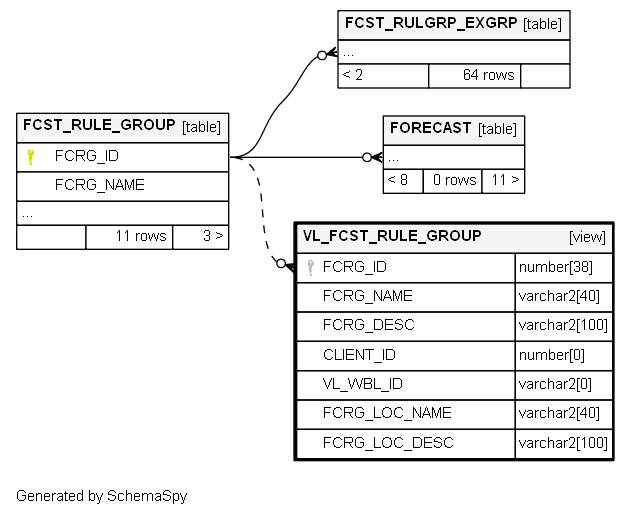 FCST_RULGRP_EXGRP [table]
...
< 2 64 rows
FCST_RULE_GROUP [table]
FCRG_ID
FCRG_NAME
...
11 rows 3 >
FORECAST [table]
...
< 8 0 rows 11 >
VL_FCST_RULE_GROUP [view]
FCRG_ID number[38]
FCRG_NAME varchar2[40]
FCRG_DESC varchar2[100]
CLIENT_ID number[0]
VL_WBL_ID varchar2[0]
FCRG_LOC_NAME varchar2[40]
FCRG_LOC_DESC varchar2[100]
Generated by SchemaSpy